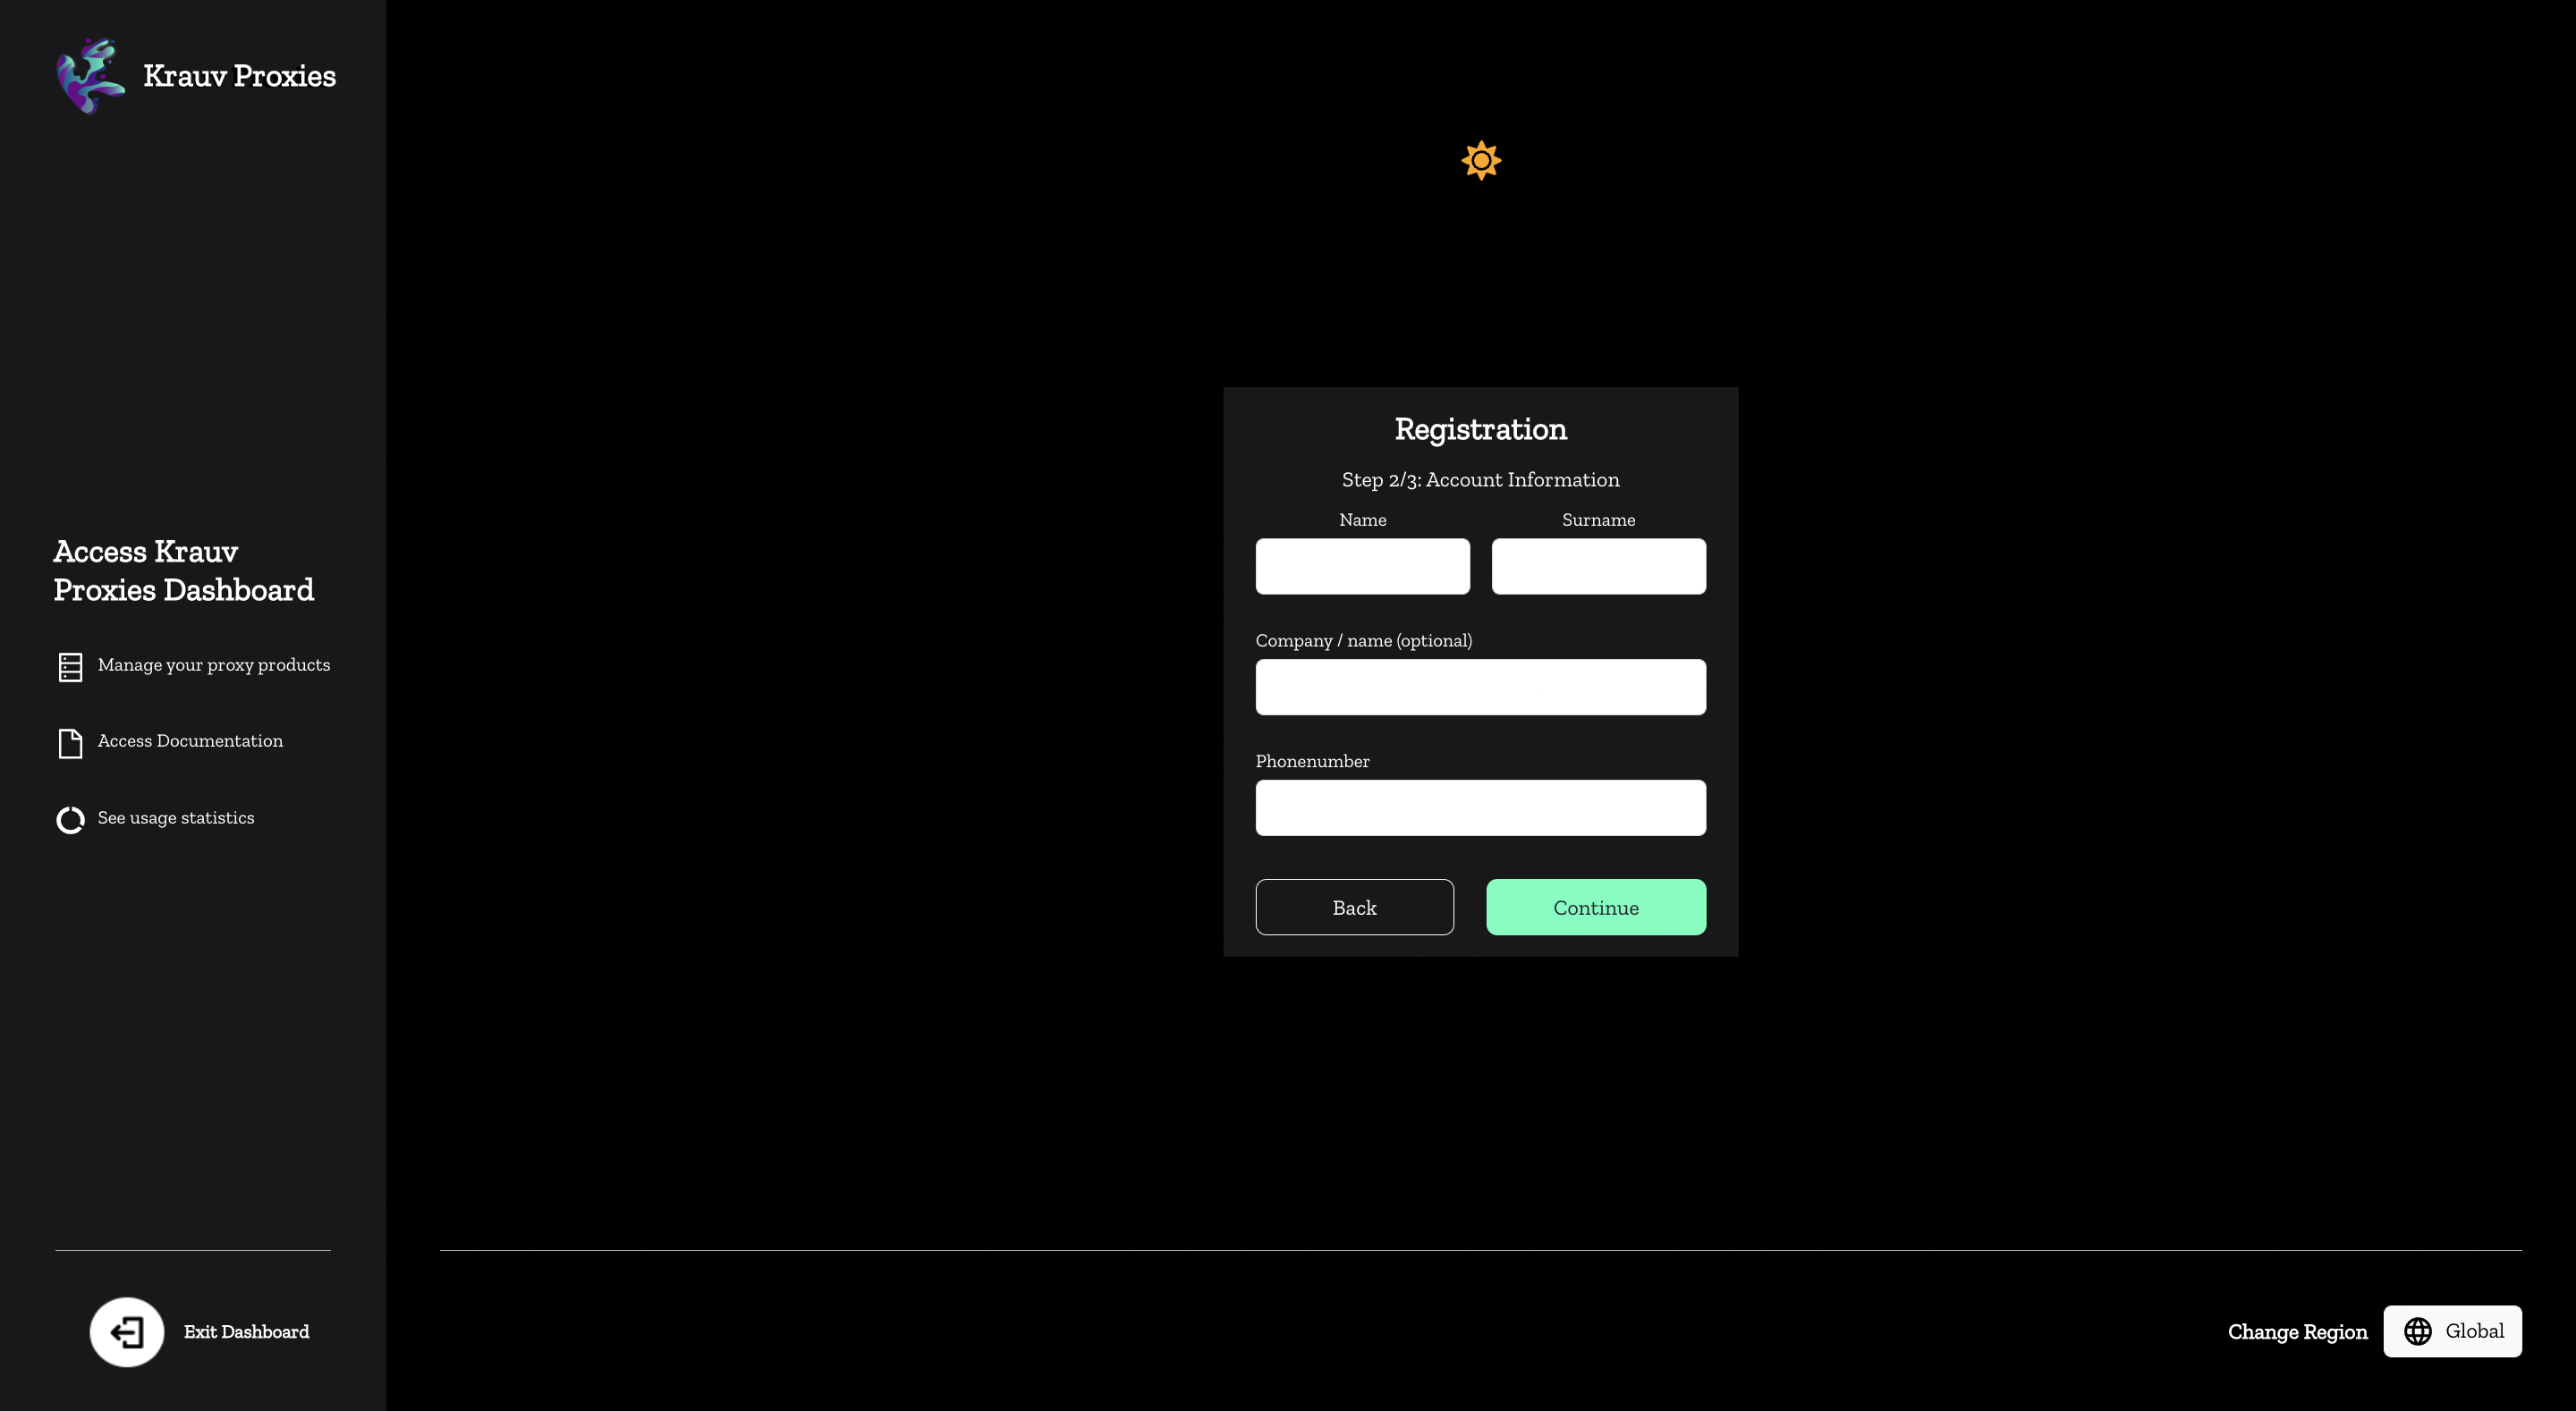 Krauv Proxies
Access Krauv
Proxies Dashboard
Manage your proxy products
Access Documentation
See usage statistics
Exit Dashboard
Registration
Step 2/3: Account Information
Name
Surname
Company / name (optional)
Phonenumber
Back
Continue
Change Region
Global